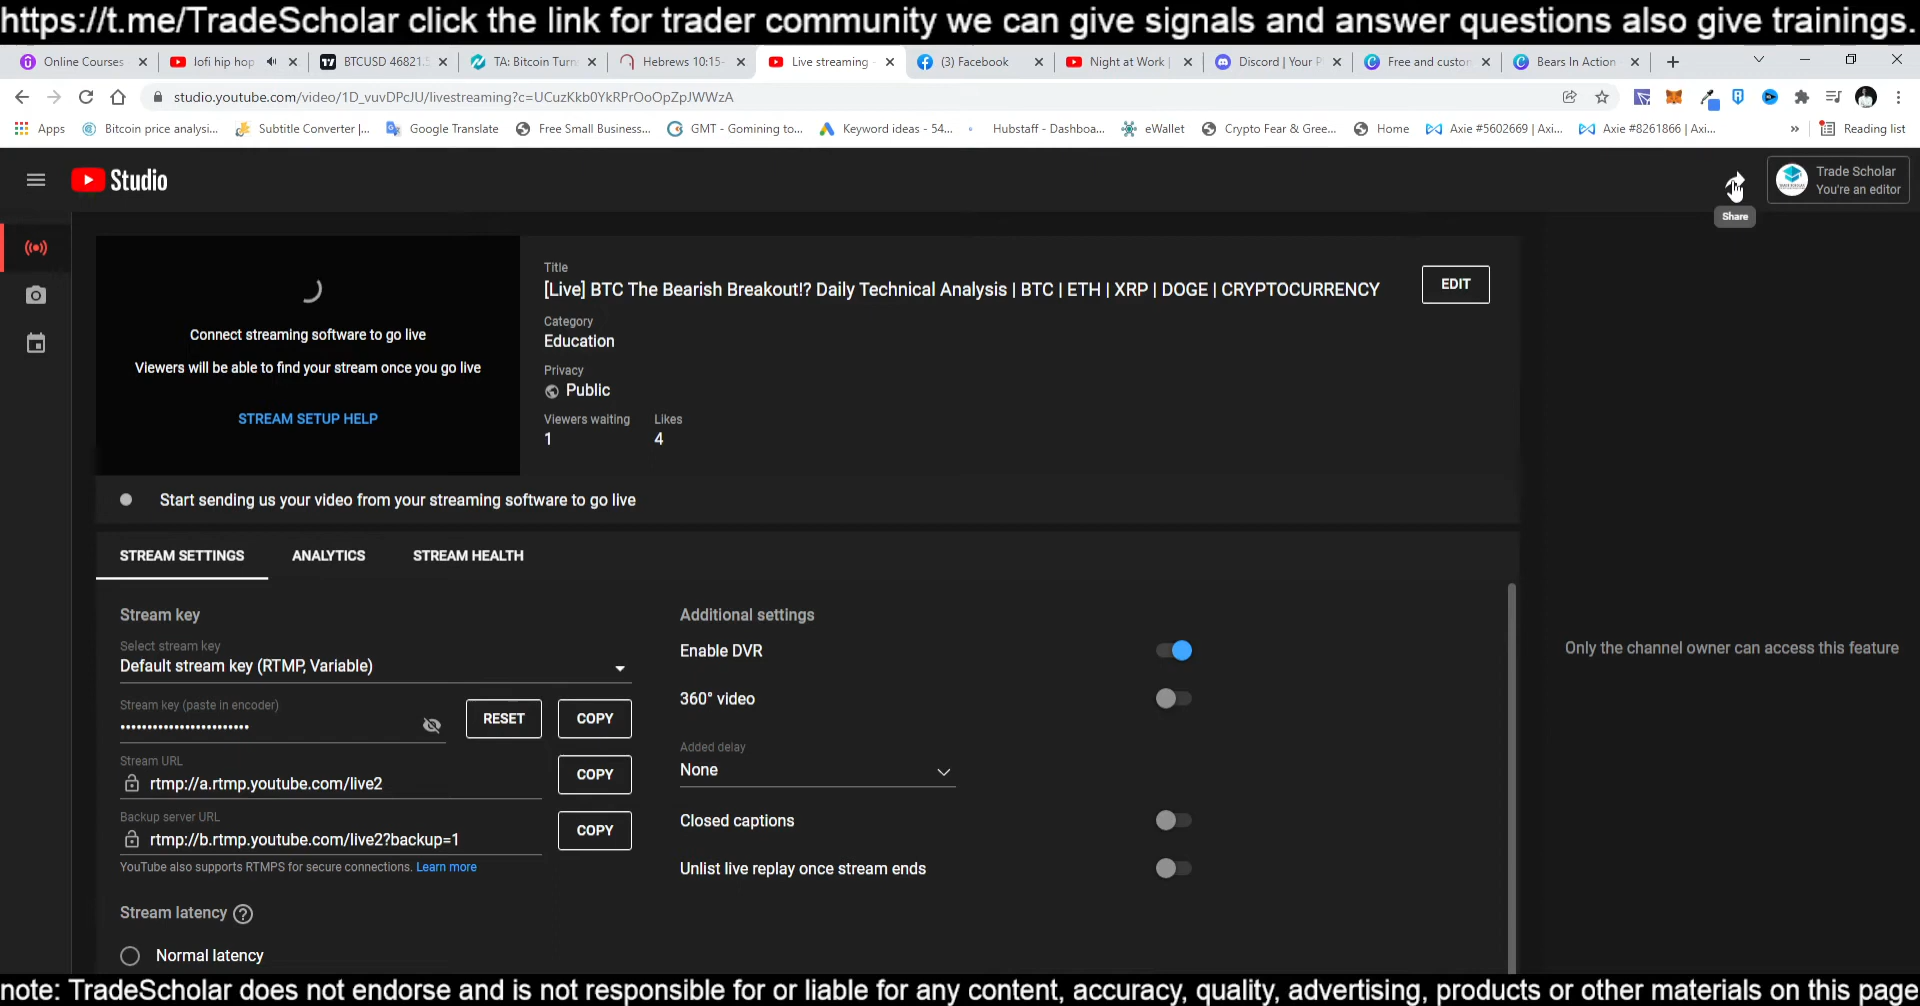 https://t.me/TradeScholar click the link for trader community we can give signals and answer questions also give trainings.
Online Courses
lofi hip hop
BTCUSD 46821.5
TA: Bitcoin Turn
Hebrews 10:15-
Live streaming -
(3) Facebook
Night at Work |
Discord | Your P
Free and custor
Bears In Action
studio.youtube.com/video/1D_vuvDPcJU/livestreaming?c=UCuzKkb0YkRPrOoOpZpJWWzA
Apps
Bitcoin price analysi...
Subtitle Converter |...
Google Translate
Free Small Business...
GMT - Gomining to...
Keyword ideas - 54...
Hubstaff - Dashboa...
eWallet
Crypto Fear & Gree...
Home
Axie #5602669 | Axi...
Axie #8261866 | Axi...
»
Reading list
Studio
Trade Scholar
You're an editor
Share
Connect streaming software to go live
Viewers will be able to find your stream once you go live
STREAM SETUP HELP
Title
[Live] BTC The Bearish Breakout!? Daily Technical Analysis | BTC | ETH | XRP | DOGE | CRYPTOCURRENCY
EDIT
Category
Education
Privacy
Public
Viewers waiting
Likes
1
4
Start sending us your video from your streaming software to go live
STREAM SETTINGS
ANALYTICS
STREAM HEALTH
Stream key
Select stream key
Default stream key (RTMP, Variable)
Stream key (paste in encoder)
••••••••••••••••••••••••
RESET
COPY
Stream URL
rtmp://a.rtmp.youtube.com/live2
COPY
Backup server URL
rtmp://b.rtmp.youtube.com/live2?backup=1
COPY
YouTube also supports RTMPS for secure connections. Learn more
Stream latency
Normal latency
Additional settings
Enable DVR
360° video
Added delay
None
Closed captions
Unlist live replay once stream ends
Only the channel owner can access this feature
note: TradeScholar does not endorse and is not responsible for or liable for any content, accuracy, quality, advertising, products or other materials on this page